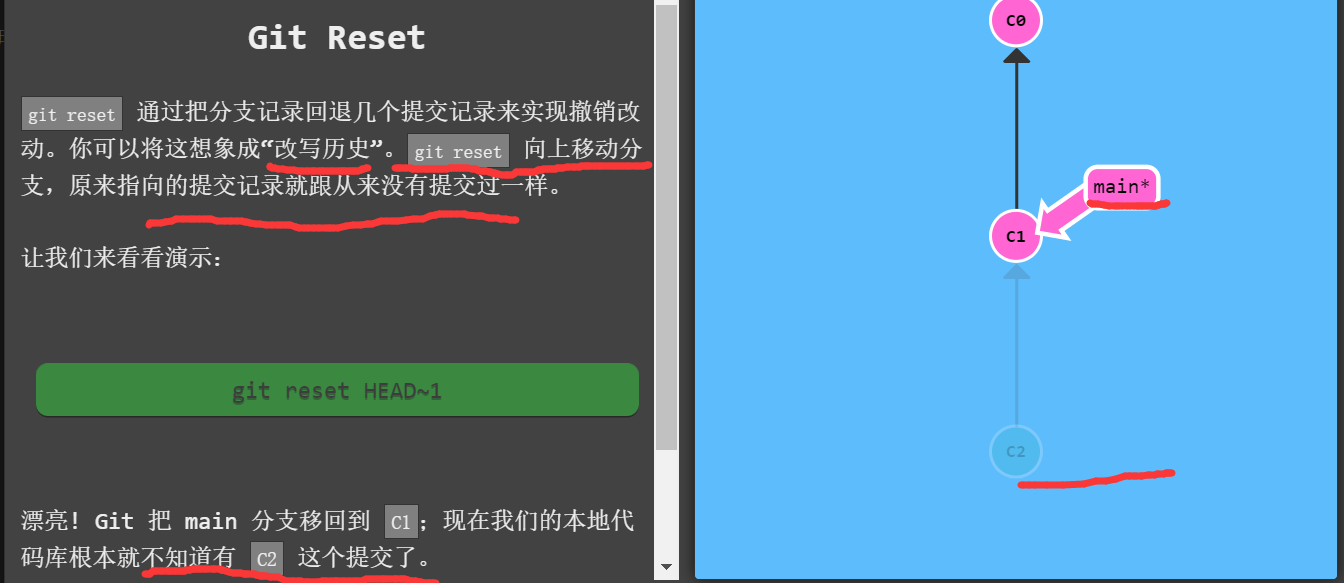 Git Reset
git reset 通过把分支记录回退几个提交记录来实现撤销改
动。你可以将这想象成“改写历史”。git reset 向上移动分
支，原来指向的提交记录就跟从来没有提交过一样。
让我们来看看演示：
git reset HEAD~1
漂亮! Git 把 main 分支移回到 C1；现在我们的本地代
码库根本就不知道有 C2 这个提交了。
C0
main*
C1
C2